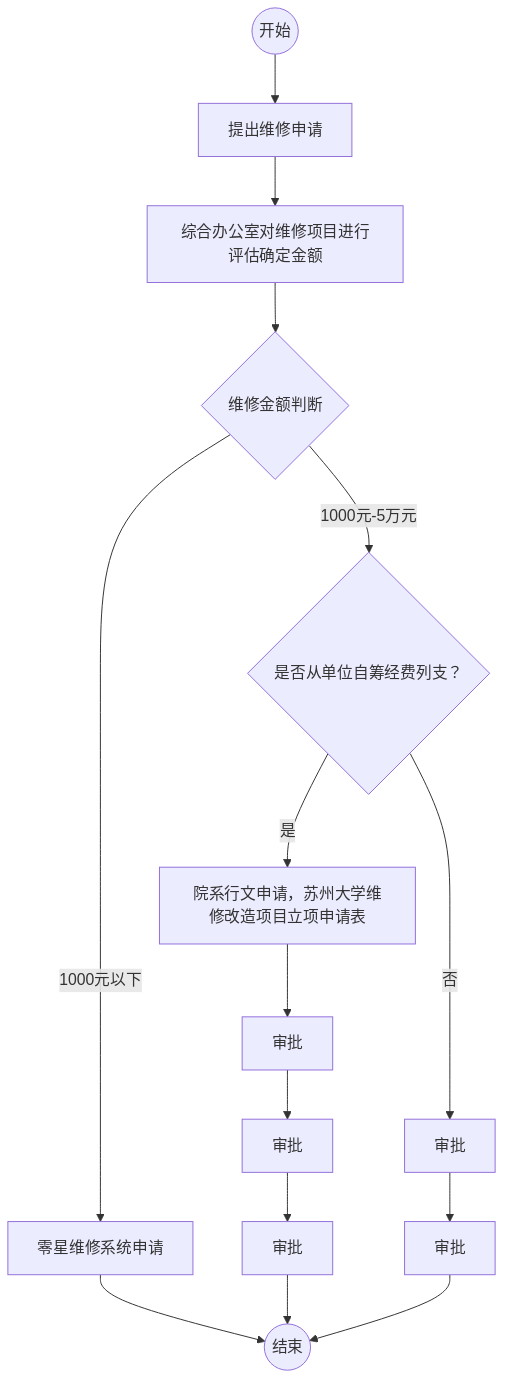 开始
提出维修申请
综合办公室对维修项目进行
评估确定金额
维修金额判断
1000元-5万元
是否从单位自筹经费列支？
是
院系行文申请，苏州大学维
修改造项目立项申请表
1000元以下
否
审批
审批
审批
零星维修系统申请
审批
审批
结束